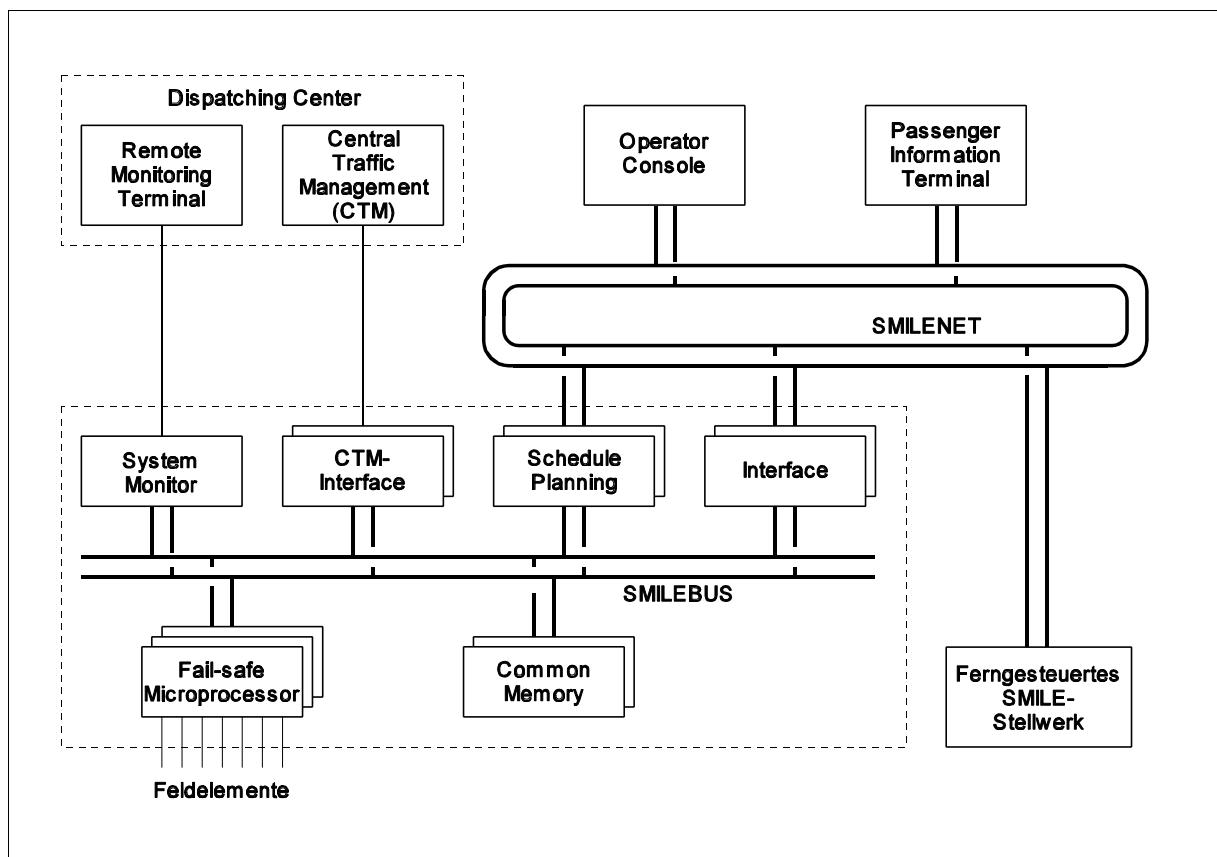 Dispatching Center
Remote
Monitoring
Terminal
Central
Traffic
Management
(CTM)
Operator
Console
Passenger
Information
Terminal
SMILENET
System
Monitor
CTM-
Interface
Schedule
Planning
Interface
SMILEBUS
Fail-safe
Microprocessor
Common
Memory
Ferngesteuertes
SMILE-
Stellwerk
Feldelemente